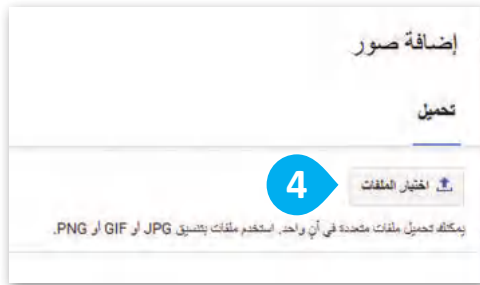 إضافة صور
تحميل
4
اختيار الملفات
يمكنك تحميل ملفات متعددة في آنٍ واحد. استخدم ملفات بتنسيق JPG أو GIF أو PNG.